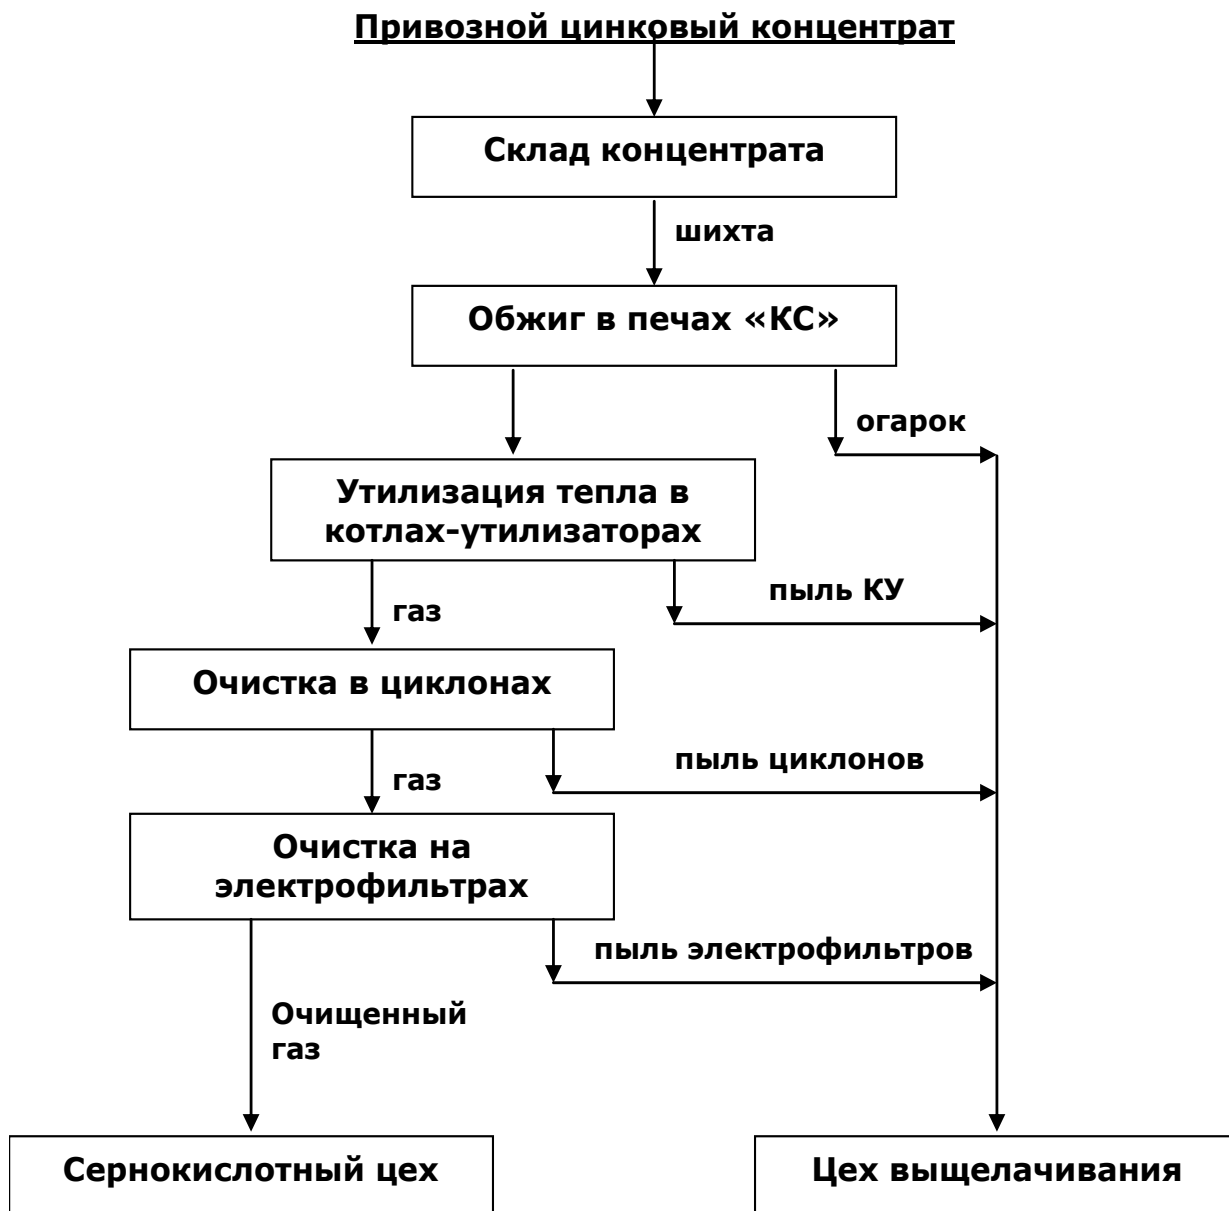 Привозной цинковый концентрат
Склад концентрата
шихта
Обжиг в печах «КС»
огарок
Утилизация тепла в
котлах-утилизаторах
пыль КУ
газ
Очистка в циклонах
пыль циклонов
газ
Очистка на
электрофильтрах
пыль электрофильтров
Очищенный
газ
Сернокислотный цех
Цех выщелачивания